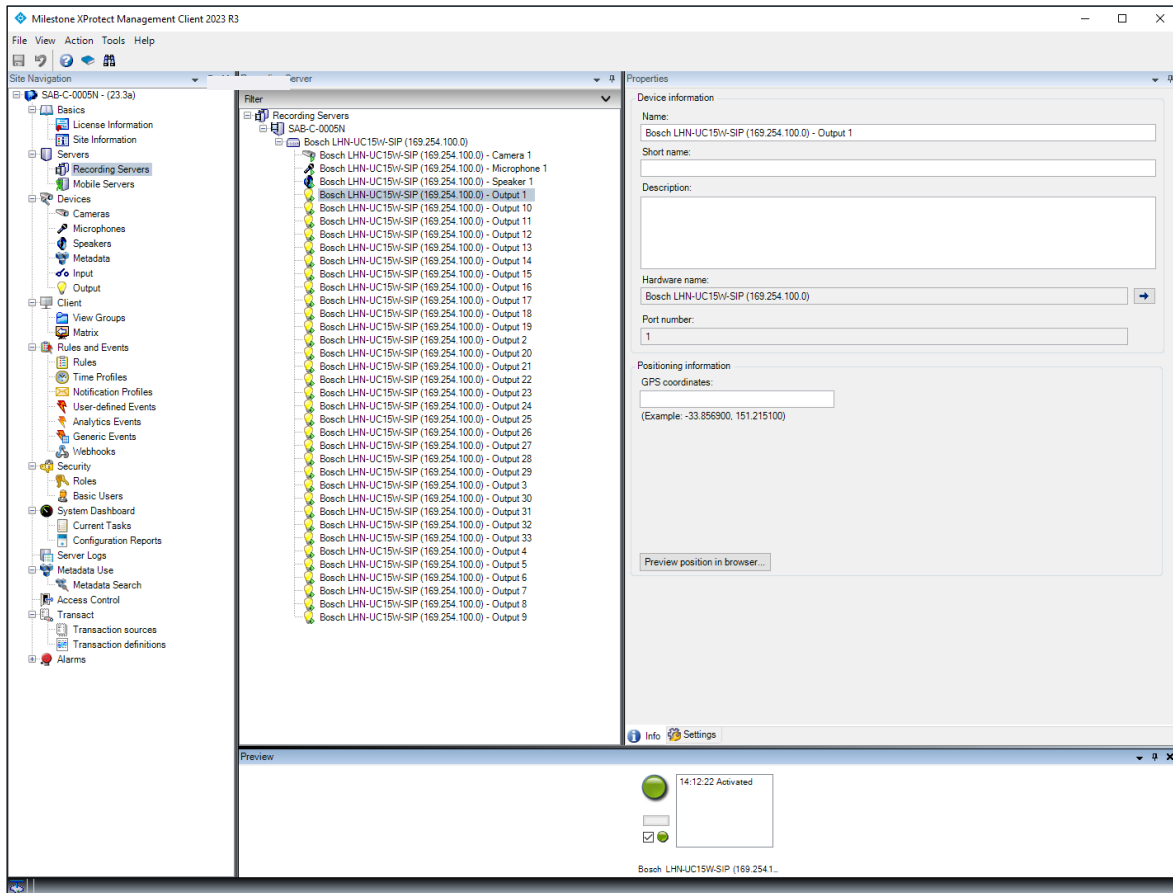 Milestone XProtect Management Client 2023 R3
File View Action Tools Help
Site Navigation
SAB-C-0005N - (23.3a)
Basics
License Information
Site Information
Servers
Recording Servers
Mobile Servers
Devices
Cameras
Microphones
Speakers
Metadata
Input
Output
Client
View Groups
Matrix
Rules and Events
Rules
Time Profiles
Notification Profiles
User-defined Events
Analytics Events
Generic Events
Webhooks
Security
Roles
Basic Users
System Dashboard
Current Tasks
Configuration Reports
Server Logs
Metadata Use
Metadata Search
Access Control
Transact
Transaction sources
Transaction definitions
Alarms
Filter
Recording Servers
SAB-C-0005N
Bosch LHN-UC15W-SIP (169.254.100.0)
Bosch LHN-UC15W-SIP (169.254.100.0) - Camera 1
Bosch LHN-UC15W-SIP (169.254.100.0) - Microphone 1
Bosch LHN-UC15W-SIP (169.254.100.0) - Speaker 1
Bosch LHN-UC15W-SIP (169.254.100.0) - Output 1
Bosch LHN-UC15W-SIP (169.254.100.0) - Output 10
Bosch LHN-UC15W-SIP (169.254.100.0) - Output 11
Bosch LHN-UC15W-SIP (169.254.100.0) - Output 12
Bosch LHN-UC15W-SIP (169.254.100.0) - Output 13
Bosch LHN-UC15W-SIP (169.254.100.0) - Output 14
Bosch LHN-UC15W-SIP (169.254.100.0) - Output 15
Bosch LHN-UC15W-SIP (169.254.100.0) - Output 16
Bosch LHN-UC15W-SIP (169.254.100.0) - Output 17
Bosch LHN-UC15W-SIP (169.254.100.0) - Output 18
Bosch LHN-UC15W-SIP (169.254.100.0) - Output 19
Bosch LHN-UC15W-SIP (169.254.100.0) - Output 2
Bosch LHN-UC15W-SIP (169.254.100.0) - Output 20
Bosch LHN-UC15W-SIP (169.254.100.0) - Output 21
Bosch LHN-UC15W-SIP (169.254.100.0) - Output 22
Bosch LHN-UC15W-SIP (169.254.100.0) - Output 23
Bosch LHN-UC15W-SIP (169.254.100.0) - Output 24
Bosch LHN-UC15W-SIP (169.254.100.0) - Output 25
Bosch LHN-UC15W-SIP (169.254.100.0) - Output 26
Bosch LHN-UC15W-SIP (169.254.100.0) - Output 27
Bosch LHN-UC15W-SIP (169.254.100.0) - Output 28
Bosch LHN-UC15W-SIP (169.254.100.0) - Output 29
Bosch LHN-UC15W-SIP (169.254.100.0) - Output 3
Bosch LHN-UC15W-SIP (169.254.100.0) - Output 30
Bosch LHN-UC15W-SIP (169.254.100.0) - Output 31
Bosch LHN-UC15W-SIP (169.254.100.0) - Output 32
Bosch LHN-UC15W-SIP (169.254.100.0) - Output 33
Bosch LHN-UC15W-SIP (169.254.100.0) - Output 4
Bosch LHN-UC15W-SIP (169.254.100.0) - Output 5
Bosch LHN-UC15W-SIP (169.254.100.0) - Output 6
Bosch LHN-UC15W-SIP (169.254.100.0) - Output 7
Bosch LHN-UC15W-SIP (169.254.100.0) - Output 8
Bosch LHN-UC15W-SIP (169.254.100.0) - Output 9
Properties
Device information
Name:
Bosch LHN-UC15W-SIP (169.254.100.0) - Output 1
Short name:
Description:
Hardware name:
Bosch LHN-UC15W-SIP (169.254.100.0)
Port number:
1
Positioning information
GPS coordinates:
(Example: -33.856900, 151.215100)
Preview position in browser...
Info Settings
Preview
14:12:22 Activated
Bosch LHN-UC15W-SIP (169.254.1...